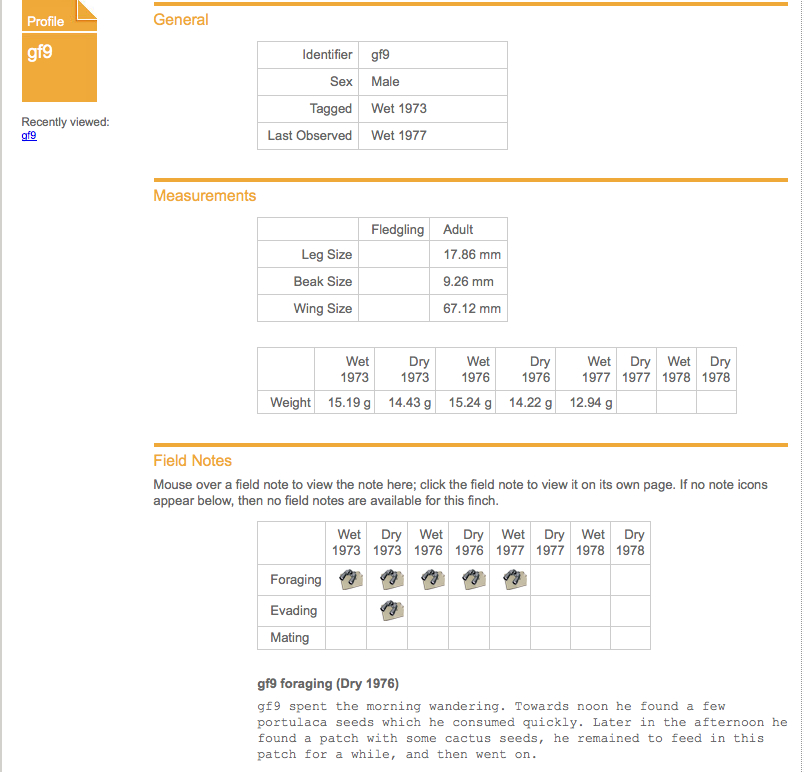 Profile
gf9
Recently viewed:
gf9
General
Identifier gf9
Sex Male
Tagged Wet 1973
Last Observed Wet 1977
Measurements
Fledgling Adult
Leg Size 17.86 mm
Beak Size 9.26 mm
Wing Size 67.12 mm
Wet Dry Wet Dry Wet Dry Wet Dry
1973 1973 1976 1976 1977 1977 1978 1978
Weight 15.19 g 14.43 g 15.24 g 14.22 g 12.94 g
Field Notes
Mouse over a field note to view the note here; click the field note to view it on its own page. If no note icons
appear below, then no field notes are available for this finch.
Wet Dry Wet Dry Wet Dry Wet Dry
1973 1973 1976 1976 1977 1977 1978 1978
Foraging
Evading
Mating
gf9 foraging (Dry 1976)
gf9 spent the morning wandering. Towards noon he found a few
portulaca seeds which he consumed quickly. Later in the afternoon he
found a patch with some cactus seeds, he remained to feed in this
patch for a while, and then went on.